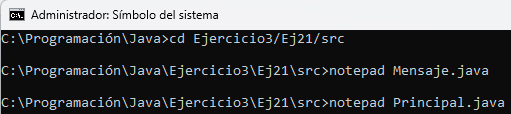 Administrador: Símbolo del sistema
C:\Programación\Java>cd Ejercicio3/Ej21/src
C:\Programación\Java\Ejercicio3\Ej21\src>notepad Mensaje.java
C:\Programación\Java\Ejercicio3\Ej21\src>notepad Principal.java